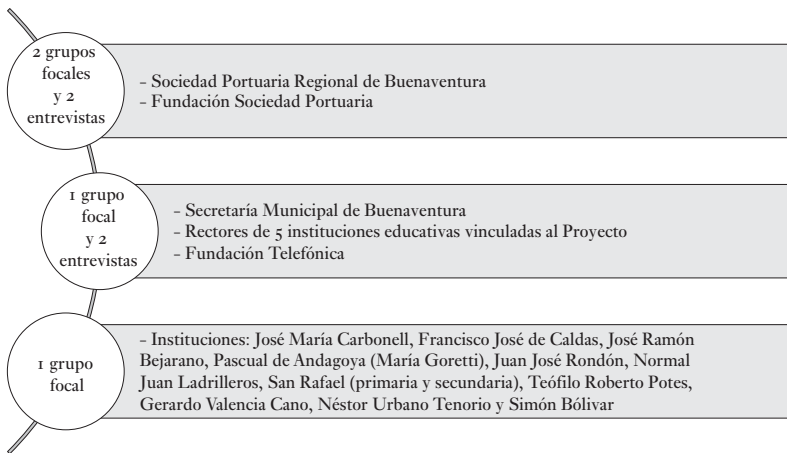 2 grupos
focales
y 2
entrevistas
- Sociedad Portuaria Regional de Buenaventura
- Fundación Sociedad Portuaria
1 grupo
focal
y 2
entrevistas
- Secretaría Municipal de Buenaventura
- Rectores de 5 instituciones educativas vinculadas al Proyecto
- Fundación Telefónica
1 grupo
focal
- Instituciones: José María Carbonell, Francisco José de Caldas, José Ramón
Bejarano, Pascual de Andagoya (María Goretti), Juan José Rondón, Normal
Juan Ladrilleros, San Rafael (primaria y secundaria), Teófilo Roberto Potes,
Gerardo Valencia Cano, Néstor Urbano Tenorio y Simón Bólivar